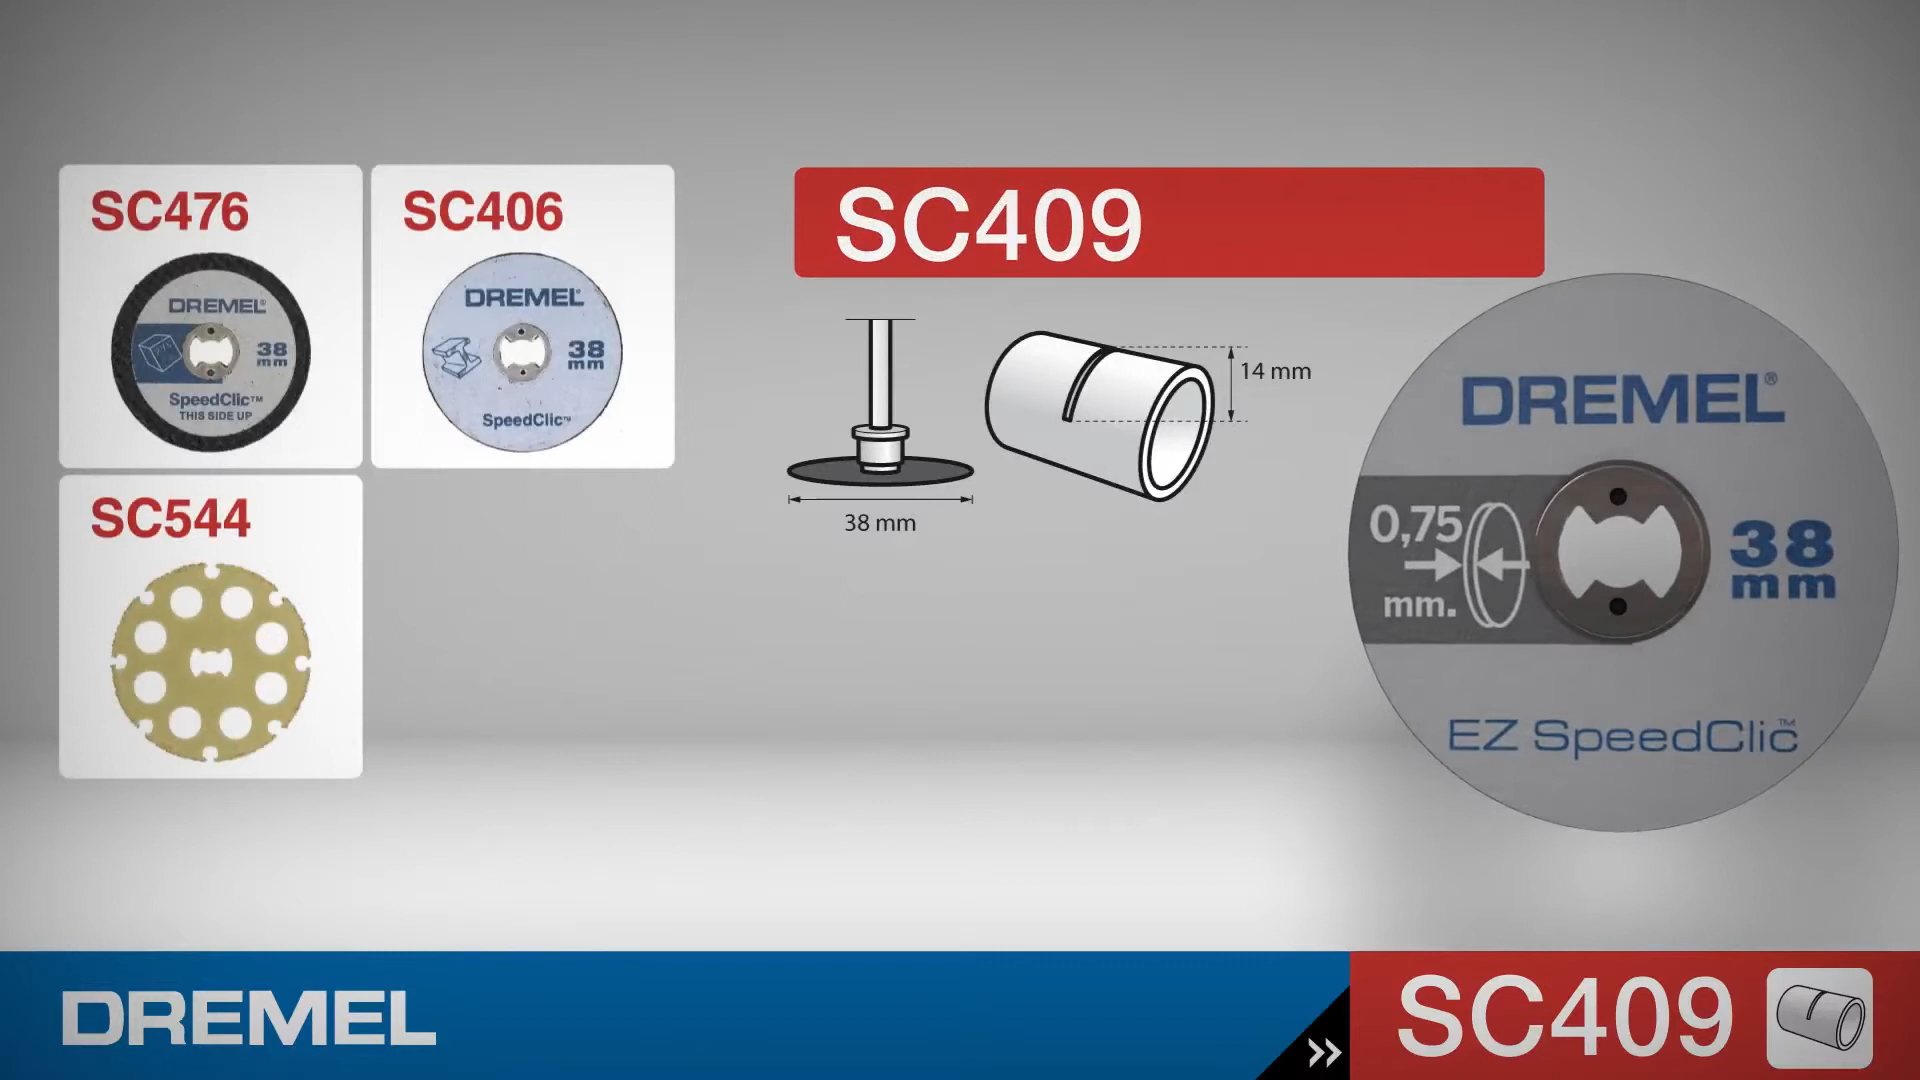 SC476
DREMEL®
38
mm
SpeedClic™
THIS SIDE UP
SC406
DREMEL
38
mm
SpeedClic™
SC544
SC409
14 mm
38 mm
DREMEL®
0,75
mm.
38
mm
EZ SpeedClic™
DREMEL
SC409